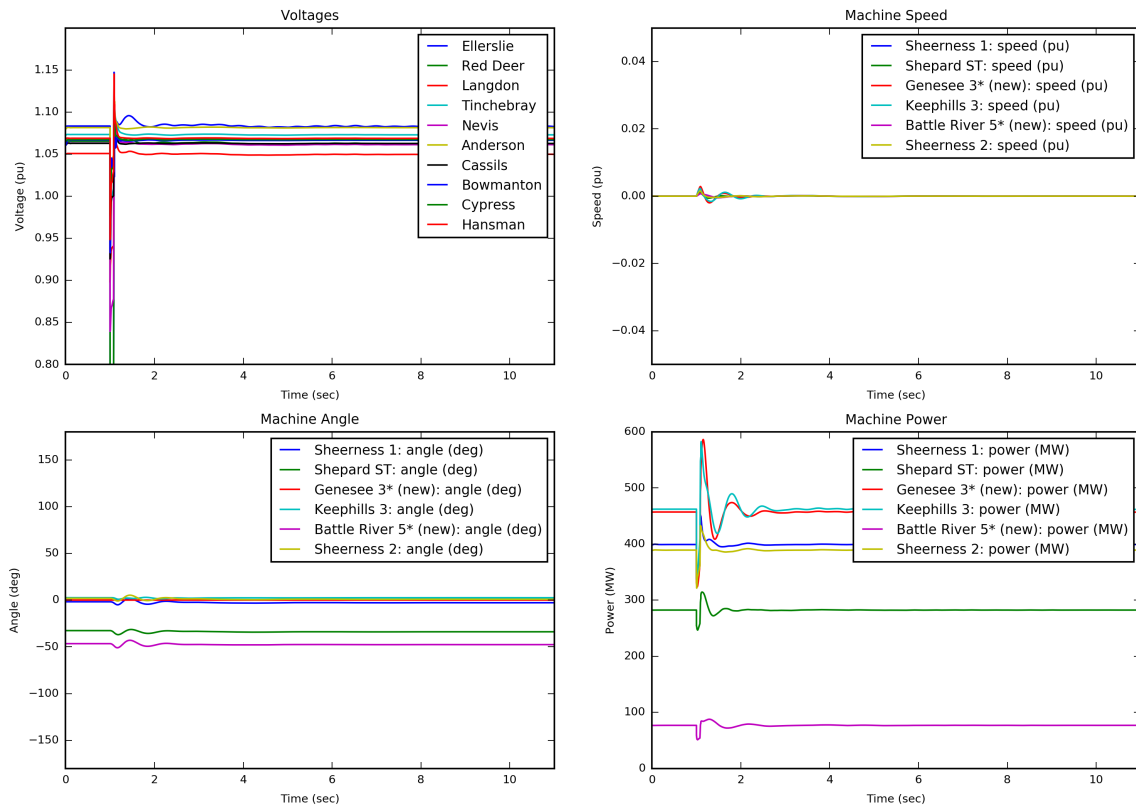 Voltages
Voltage (pu)
1.15
1.10
1.05
1.00
0.95
0.90
0.85
0.80
Ellerslie
Red Deer
Langdon
Tinchebray
Nevis
Anderson
Cassils
Bowmanton
Cypress
Hansman
0 2 4 6 8 10
Time (sec)
Machine Speed
Speed (pu)
0.04
0.02
0.00
−0.02
−0.04
Sheerness 1: speed (pu)
Shepard ST: speed (pu)
Genesee 3* (new): speed (pu)
Keephills 3: speed (pu)
Battle River 5* (new): speed (pu)
Sheerness 2: speed (pu)
0 2 4 6 8 10
Time (sec)
Machine Angle
Angle (deg)
150
100
50
0
−50
−100
−150
Sheerness 1: angle (deg)
Shepard ST: angle (deg)
Genesee 3* (new): angle (deg)
Keephills 3: angle (deg)
Battle River 5* (new): angle (deg)
Sheerness 2: angle (deg)
0 2 4 6 8 10
Time (sec)
Machine Power
Power (MW)
600
500
400
300
200
100
0
Sheerness 1: power (MW)
Shepard ST: power (MW)
Genesee 3* (new): power (MW)
Keephills 3: power (MW)
Battle River 5* (new): power (MW)
Sheerness 2: power (MW)
0 2 4 6 8 10
Time (sec)